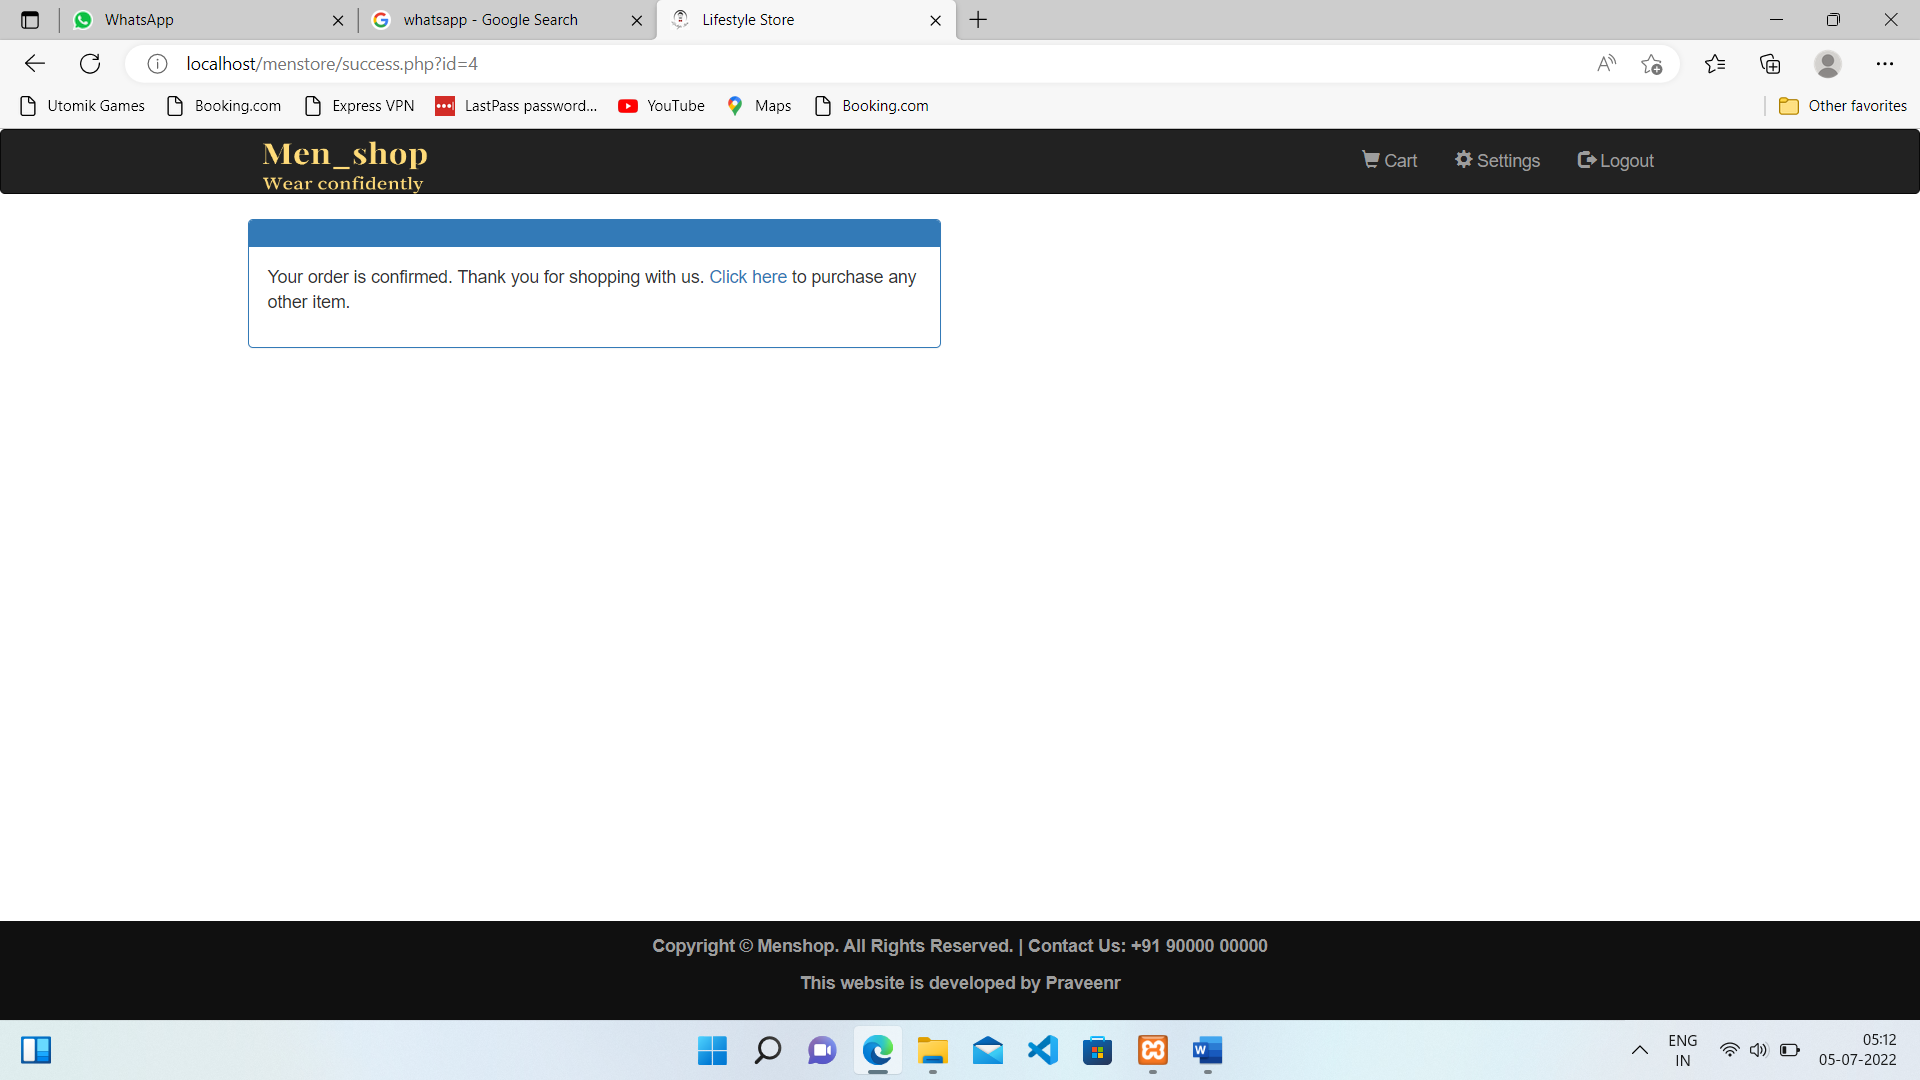 WhatsApp
whatsapp - Google Search
Lifestyle Store
localhost/menstore/success.php?id=4
Utomik Games
Booking.com
Express VPN
LastPass password...
YouTube
Maps
Booking.com
Other favorites
Men_shop
Wear confidently
Cart
Settings
Logout
Your order is confirmed. Thank you for shopping with us. Click here to purchase any
other item.
Copyright © Menshop. All Rights Reserved. | Contact Us: +91 90000 00000
This website is developed by Praveenr
ENG
IN
05:12
05-07-2022